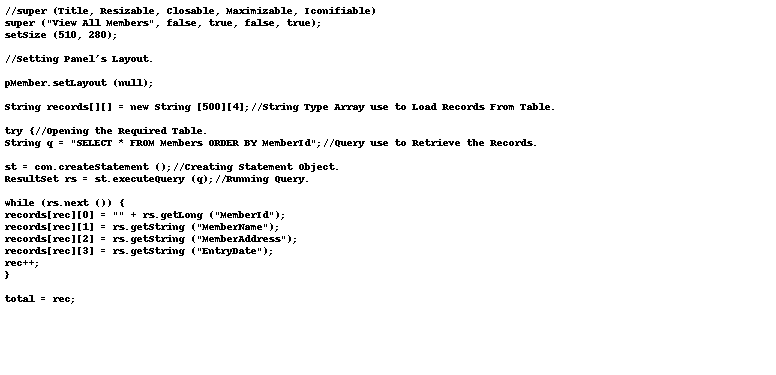 //super (Title, Resizable, Closable, Maximizable, Iconifiable)
super ("View All Members", false, true, false, true);
setSize (510, 280);
//Setting Panel's Layout.
pMember.setLayout (null);
String records[][] = new String [500][4];//String Type Array use to Load Records From Table.
try {//Opening the Required Table.
String q = "SELECT * FROM Members ORDER BY MemberId";//Query use to Retrieve the Records.
st = con.createStatement ();//Creating Statement Object.
ResultSet rs = st.executeQuery (q);//Running Query.
while (rs.next ()) {
records[rec][0] = "" + rs.getLong ("MemberId");
records[rec][1] = rs.getString ("MemberName");
records[rec][2] = rs.getString ("MemberAddress");
records[rec][3] = rs.getString ("EntryDate");
rec++;
}
total = rec;